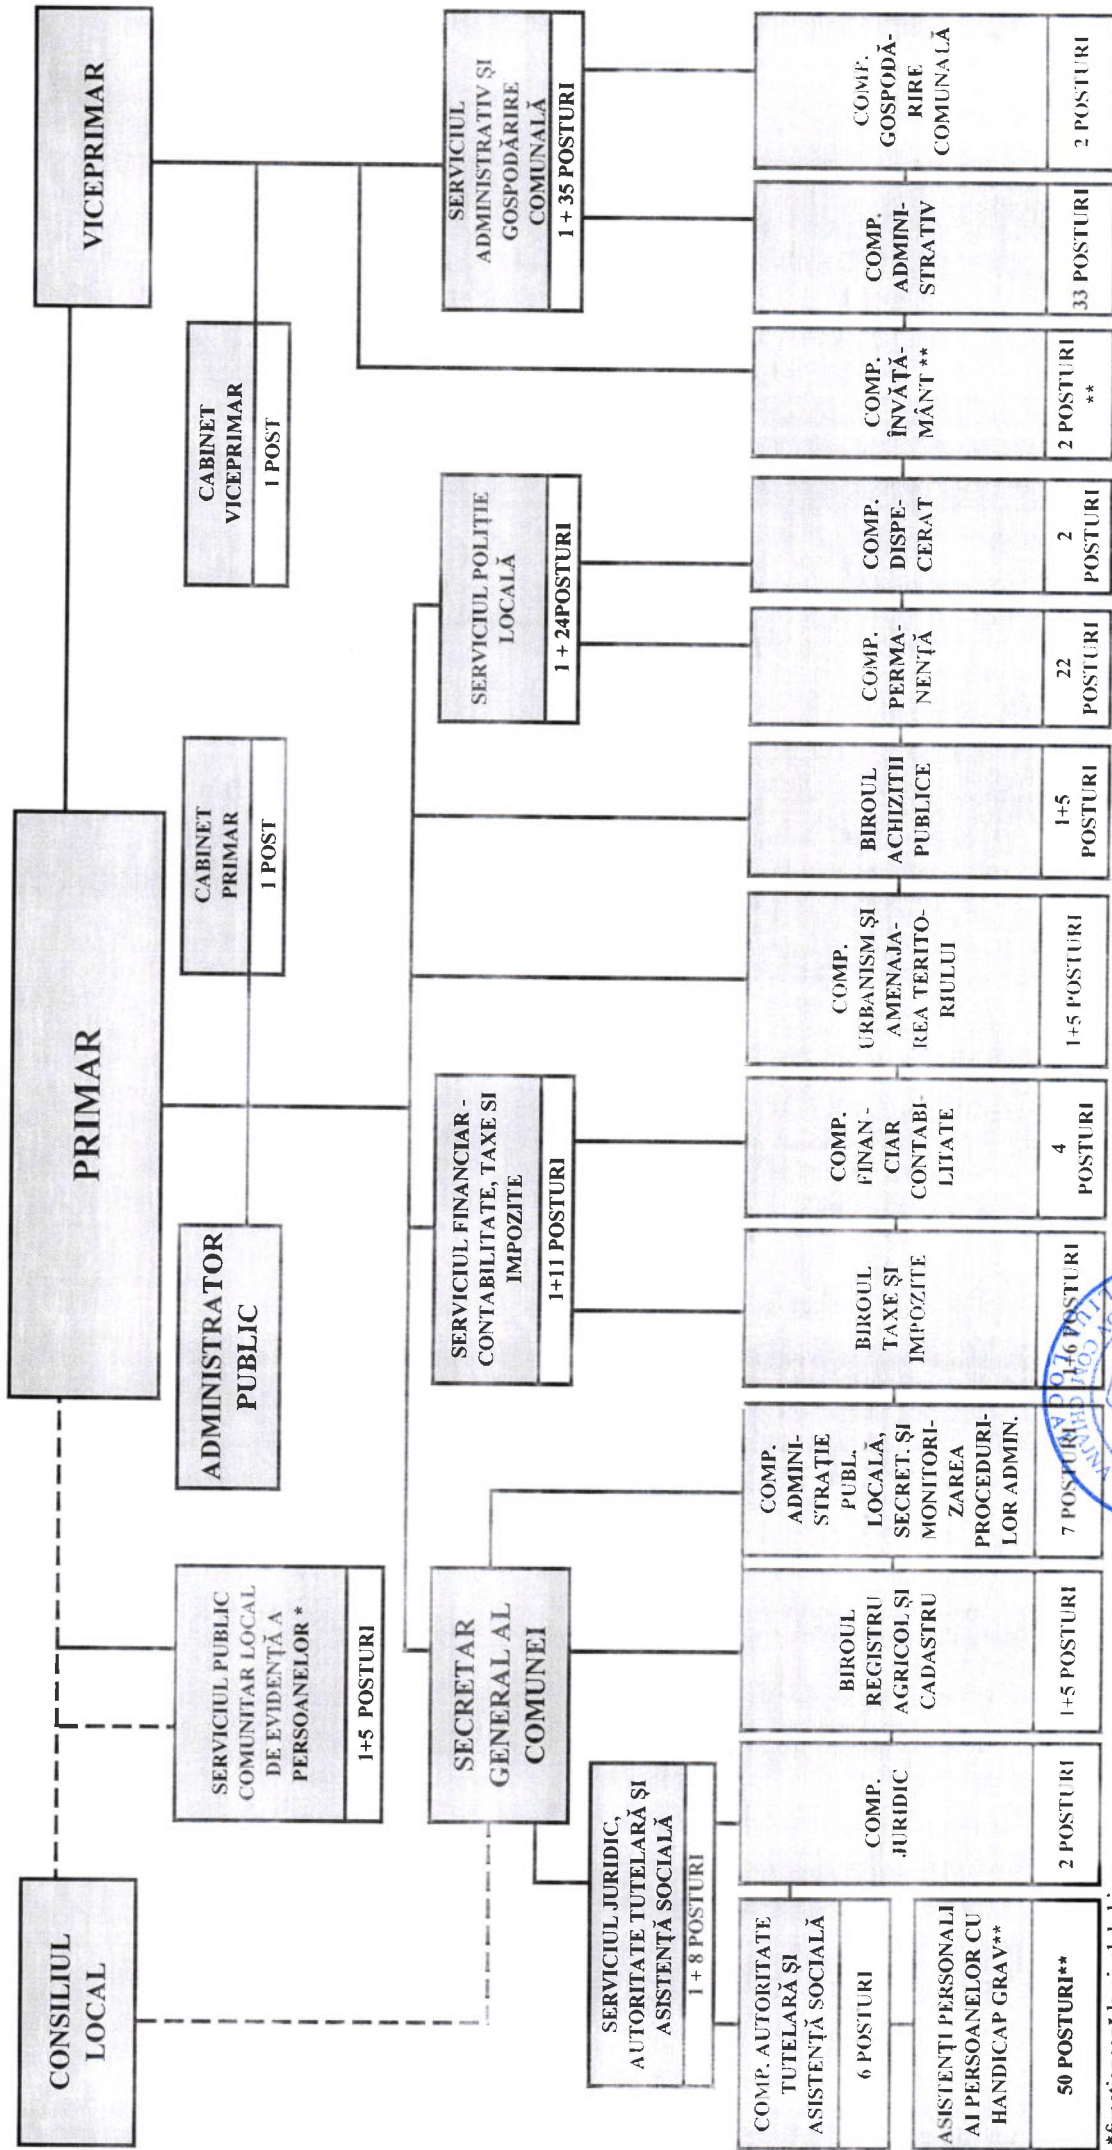 CONSILIUL
LOCAL
PRIMAR
VICEPRIMAR
SERVICIUL PUBLIC
COMUNITAR LOCAL
DE EVIDENȚĂ A
PERSOANELOR *
1+5 POSTURI
ADMINISTRATOR
PUBLIC
CABINET
PRIMAR
1 POST
CABINET
VICEPRIMAR
1 POST
SECRETAR
GENERAL AL
COMUNEI
SERVICIUL FINANCIAR -
CONTABILITATE, TAXE SI
IMPOZITE
1+11 POSTURI
SERVICIUL POLIȚIE
LOCALĂ
1 + 24POSTURI
SERVICIUL
ADMINISTRATIV ȘI
GOSPODĂRIRE
COMUNALĂ
1 + 35 POSTURI
SERVICIUL JURIDIC,
AUTORITATE TUTELARĂ ȘI
ASISTENȚĂ SOCIALĂ
1 + 8 POSTURI
COMP. AUTORITATE
TUTELARĂ ȘI
ASISTENȚĂ SOCIALĂ
6 POSTURI
ASISTENȚI PERSONALI
AI PERSOANELOR CU
HANDICAP GRAV**
50 POSTURI**
COMP.
JURIDIC
2 POSTURI
BIROUL
REGISTRU
AGRICOL ȘI
CADASTRU
1+5 POSTURI
COMP.
ADMINI-
STRAȚIE
PUBL.
LOCALĂ,
SECRET. ȘI
MONITORI-
ZAREA
PROCEDURI-
LOR ADMIN.
7 POSTURI
BIROUL
TAXE ȘI
IMPOZITE
1+6 POSTURI
COMP.
FINAN -
CIAR
CONTABI-
LITATE
4
POSTURI
COMP.
URBANISM ȘI
AMENAJA-
REA TERITO-
RIULUI
1+5 POSTURI
BIROUL
ACHIZITII
PUBLICE
1+5
POSTURI
COMP.
PERMA-
NENȚĂ
22
POSTURI
COMP.
DISPE-
CERAT
2
POSTURI
COMP.
ÎNVĂȚĂ-
MÂNT **
2 POSTURI
**
COMP.
ADMINI-
STRATIV
33 POSTURI
COMP.
GOSPODĂ-
RIRE
COMUNALĂ
2 POSTURI